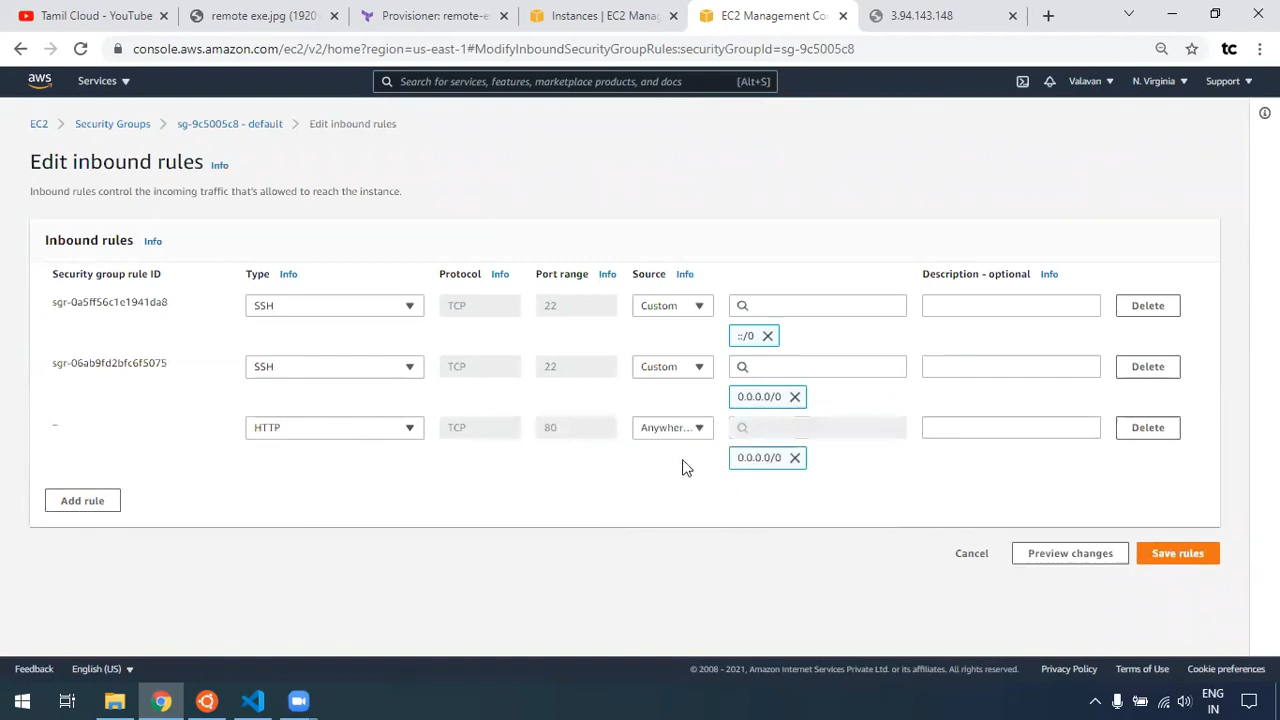 Tamil Cloud - YouTube
remote exe.jpg (1920
Provisioner: remote-e
Instances | EC2 Manag
EC2 Management Co
3.94.143.148
console.aws.amazon.com/ec2/v2/home?region=us-east-1#ModifyInboundSecurityGroupRules:securityGroupId=sg-9c5005c8
tc
aws
Services
Search for services, features, marketplace products, and docs
[Alt+S]
Valavan
N. Virginia
Support
EC2
Security Groups
sg-9c5005c8 - default
Edit inbound rules
Edit inbound rules Info
Inbound rules control the incoming traffic that's allowed to reach the instance.
Inbound rules Info
Security group rule ID
Type Info
Protocol Info
Port range Info
Source Info
Description - optional Info
sgr-0a5ff56c1e1941da8
SSH
TCP
22
Custom
Delete
::/0
sgr-06ab9fd2bfc6f5075
SSH
TCP
22
Custom
Delete
0.0.0.0/0
–
HTTP
TCP
80
Anywher...
Delete
0.0.0.0/0
Add rule
Cancel
Preview changes
Save rules
Feedback
English (US)
© 2008 - 2021, Amazon Internet Services Private Ltd. or its affiliates. All rights reserved.
Privacy Policy
Terms of Use
Cookie preferences
ENG
IN